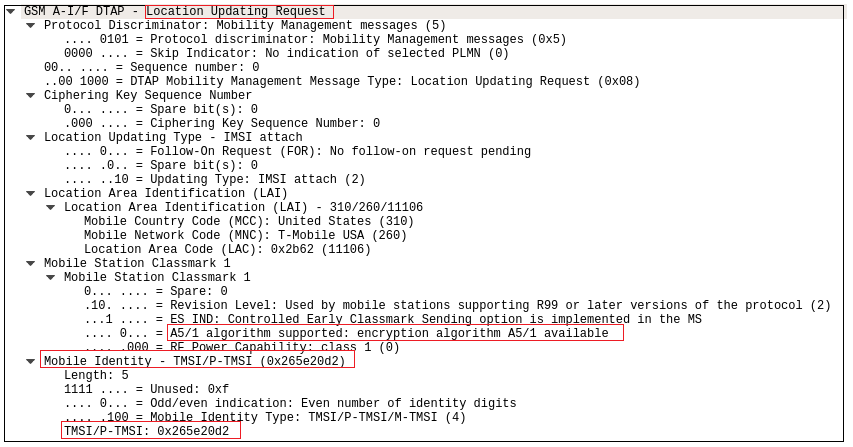 GSM A-I/F DTAP - Location Updating Request
Protocol Discriminator: Mobility Management messages (5)
.... 0101 = Protocol discriminator: Mobility Management messages (0x5)
0000 .... = Skip Indicator: No indication of selected PLMN (0)
00.. .... = Sequence number: 0
..00 1000 = DTAP Mobility Management Message Type: Location Updating Request (0x08)
Ciphering Key Sequence Number
0... .... = Spare bit(s): 0
.000 .... = Ciphering Key Sequence Number: 0
Location Updating Type - IMSI attach
.... 0... = Follow-On Request (FOR): No follow-on request pending
.... .0.. = Spare bit(s): 0
.... ..10 = Updating Type: IMSI attach (2)
Location Area Identification (LAI)
Location Area Identification (LAI) - 310/260/11106
Mobile Country Code (MCC): United States (310)
Mobile Network Code (MNC): T-Mobile USA (260)
Location Area Code (LAC): 0x2b62 (11106)
Mobile Station Classmark 1
Mobile Station Classmark 1
0... .... = Spare: 0
.10. .... = Revision Level: Used by mobile stations supporting R99 or later versions of the protocol (2)
...1 .... = ES IND: Controlled Early Classmark Sending option is implemented in the MS
.... 0... = A5/1 algorithm supported: encryption algorithm A5/1 available
.... .000 = RF Power Capability: class 1 (0)
Mobile Identity - TMSI/P-TMSI (0x265e20d2)
Length: 5
1111 .... = Unused: 0xf
.... 0... = Odd/even indication: Even number of identity digits
.... .100 = Mobile Identity Type: TMSI/P-TMSI/M-TMSI (4)
TMSI/P-TMSI: 0x265e20d2